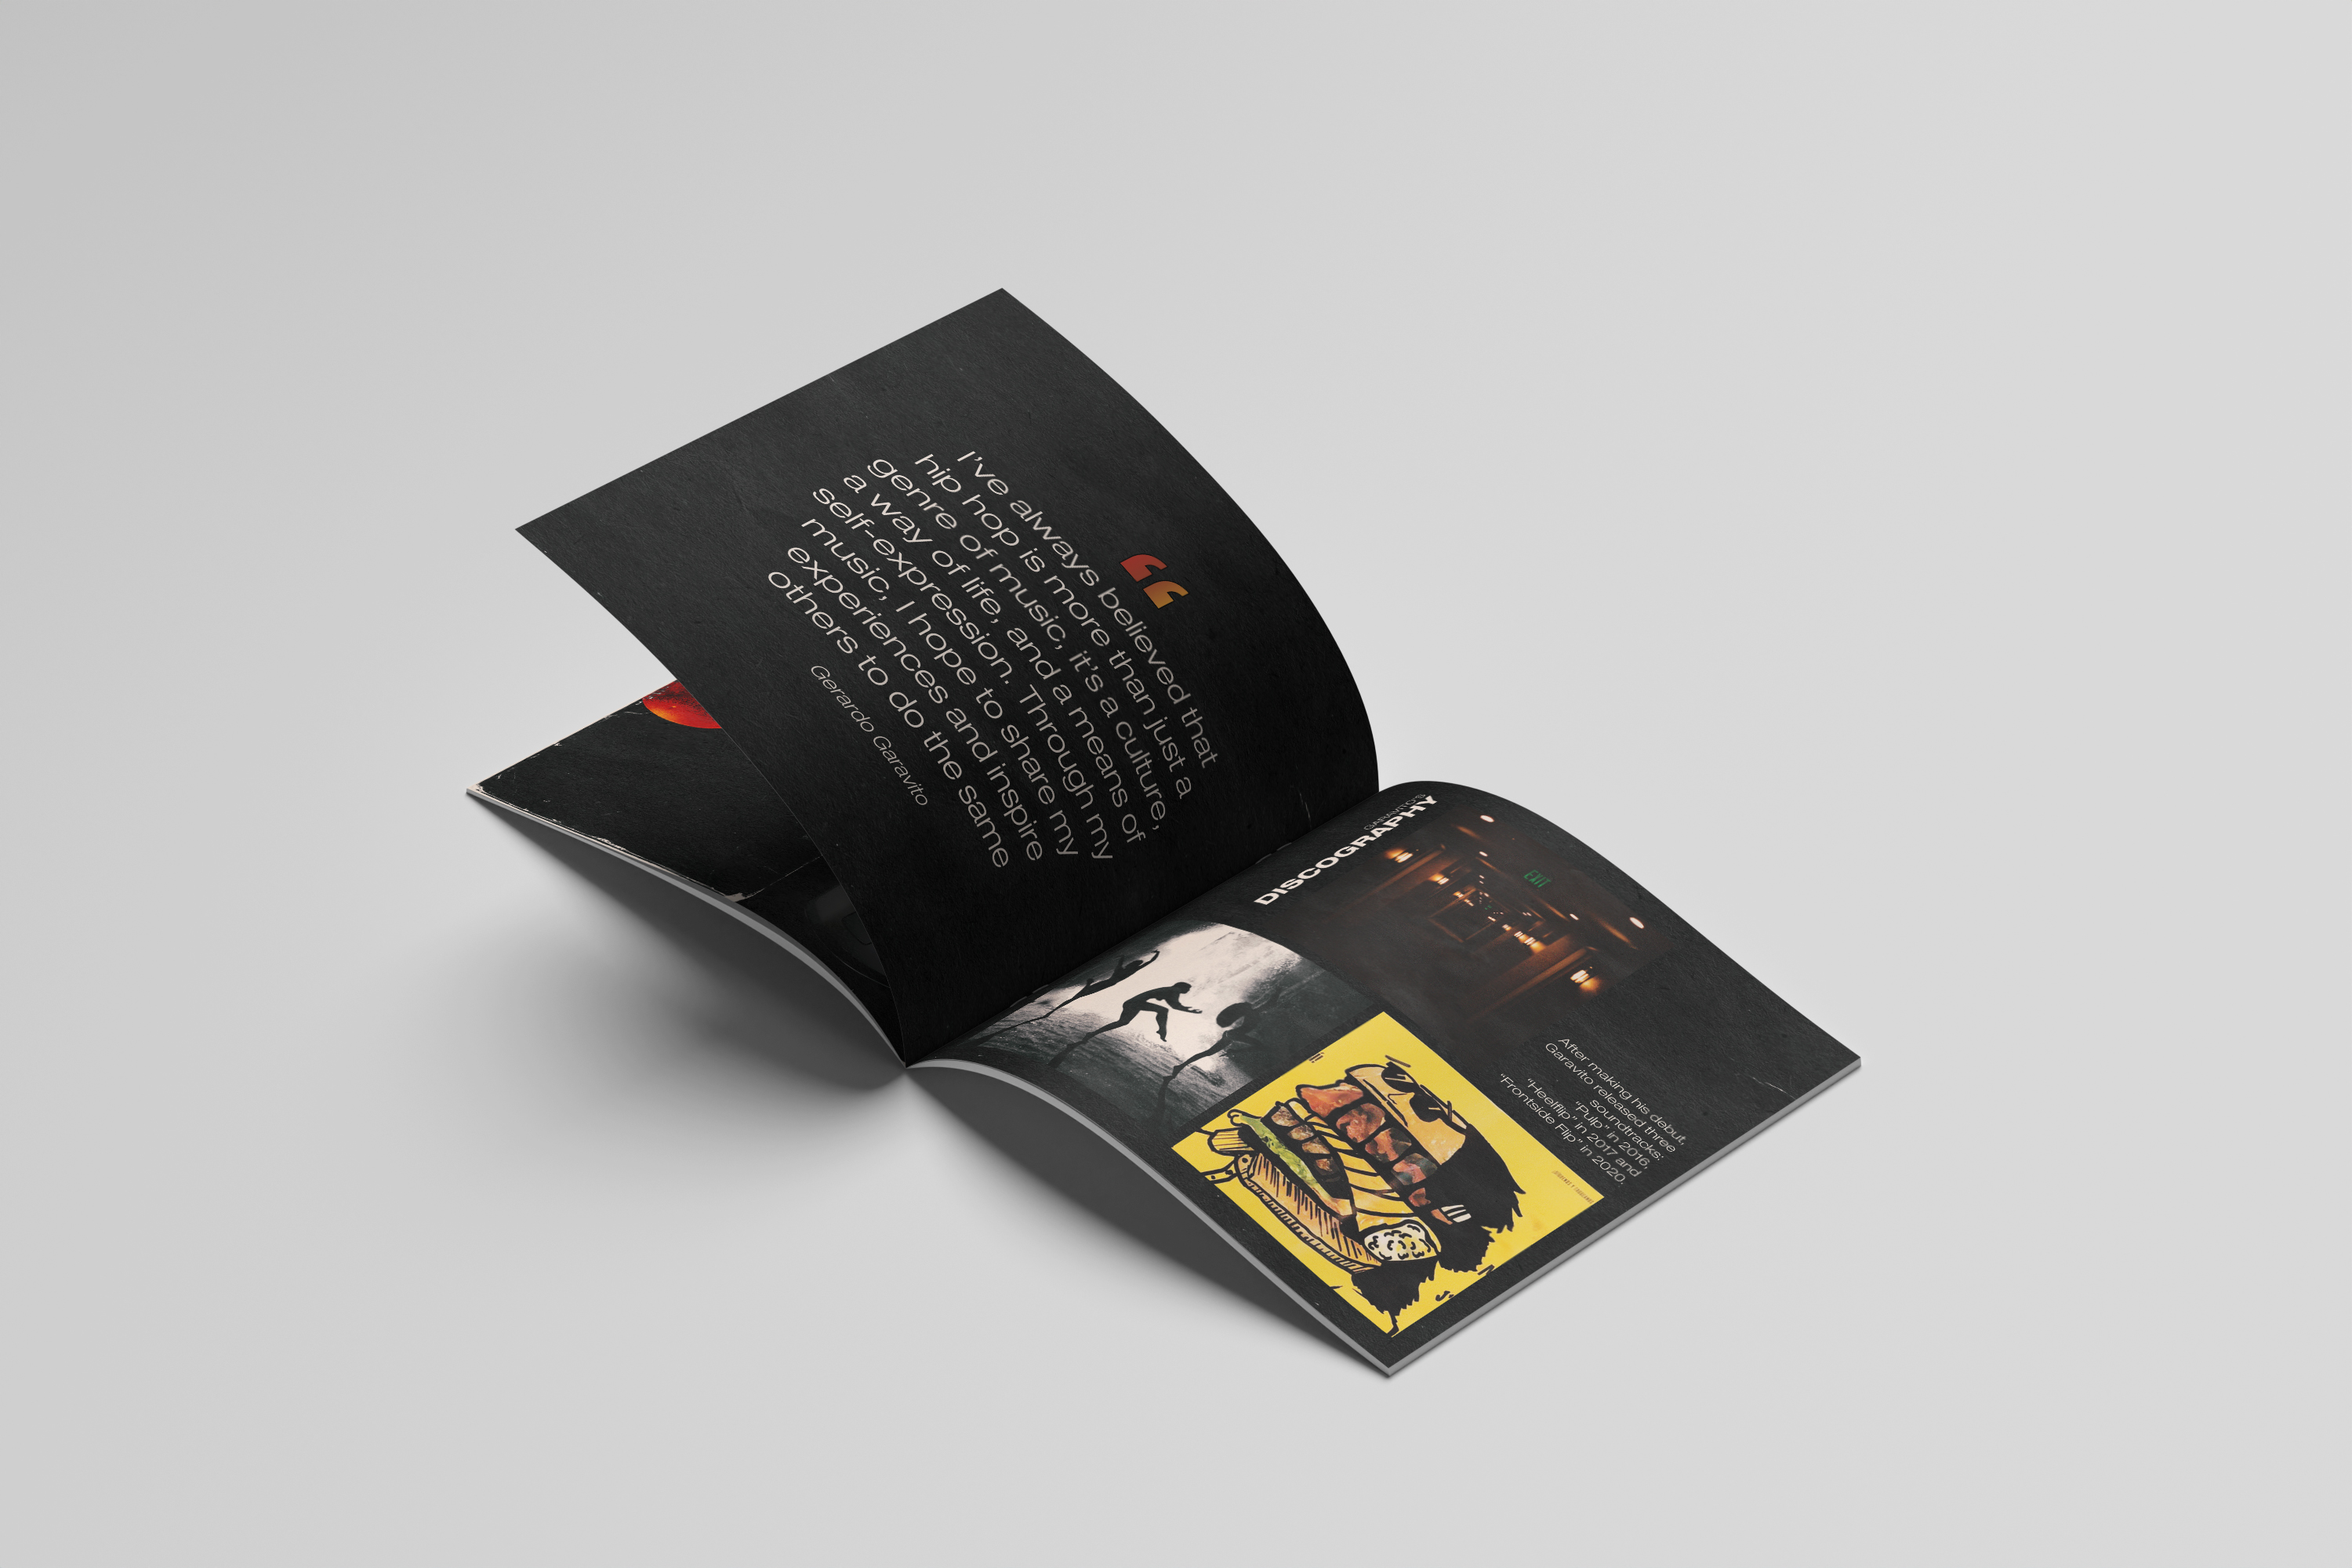 I've always believed that
hip hop is more than just a
genre of music, it's a culture,
a way of life, and a means of
self-expression. Through my
music, I hope to share my
experiences and inspire
others to do the same
Gerardo Garavito
GARAVITO'S
DISCOGRAPHY
EXIT
After making his debut,
Garavito released three
soundtracks:
"Pulp" in 2016,
"Heelflip" in 2017 and
"Frontside Flip" in 2020.